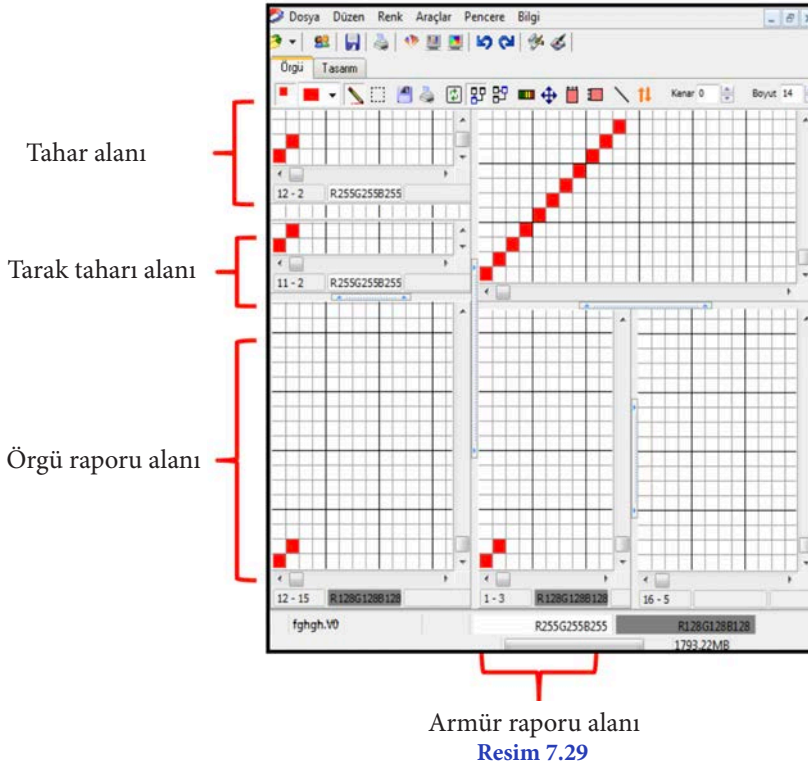 Dosya Düzen Renk Araçlar Pencere Bilgi
Örgü Tasarım
Kenar 0 Boyut 14
Tahar alanı
12 - 2 R255G255B255
Tarak taharı alanı
11 - 2 R255G255B255
Örgü raporu alanı
12 - 15 R128G128B128 1 - 3 R128G128B128 16 - 5
fghgh.V0 R255G255B255 R128G128B128
1793.22MB
Armür raporu alanı
Resim 7.29